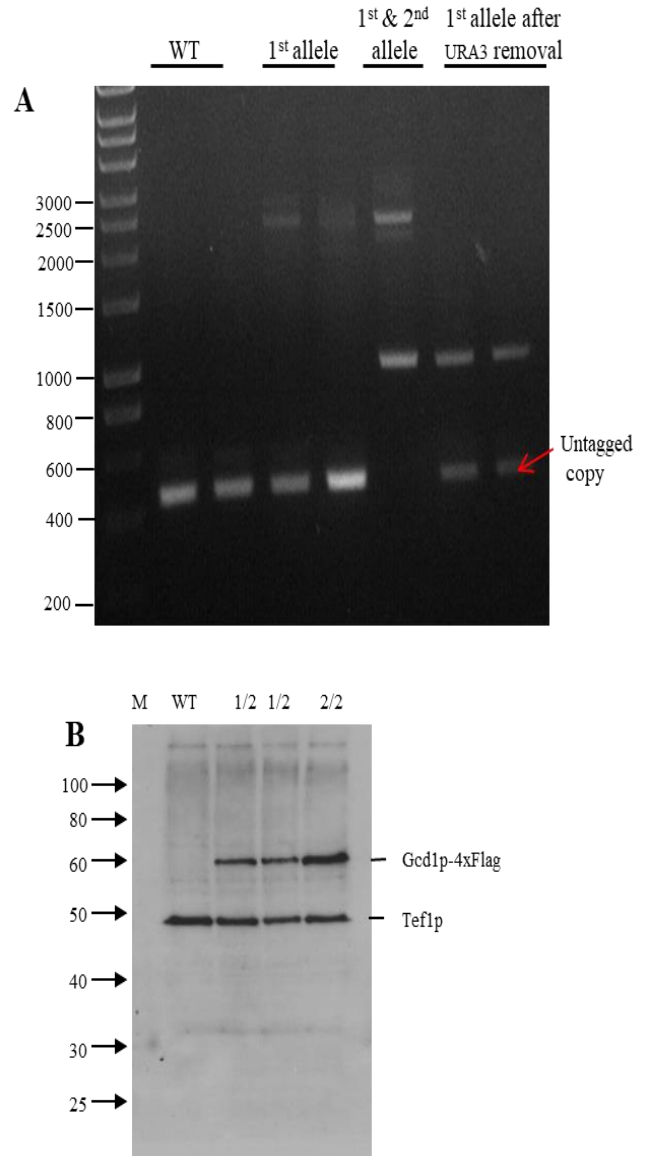 1st & 2nd 1st allele after
WT 1st allele allele URA3 removal
A
3000
2500
2000
1500
1000
800
600
400
200
Untagged
copy
M WT 1/2 1/2 2/2
B
100
80
60
50
40
30
25
Gcd1p-4xFlag
Tef1p